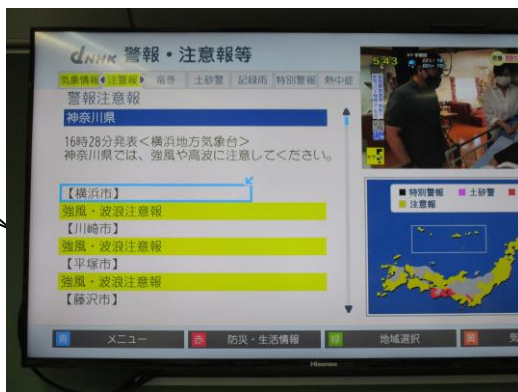 dNHK 警報・注意報等
気象情報 注警報 竜巻 土砂警 記録雨 特別警報 熱中症
警報注意報
神奈川県
16時28分発表<横浜地方気象台>
神奈川県では、強風や高波に注意してください。
【横浜市】
強風・波浪注意報
【川崎市】
強風・波浪注意報
【平塚市】
強風・波浪注意報
【藤沢市】
5:43
特別警報 土砂警
注意報
青 メニュー 赤 防災・生活情報 緑 地域選択 黄
Hisense